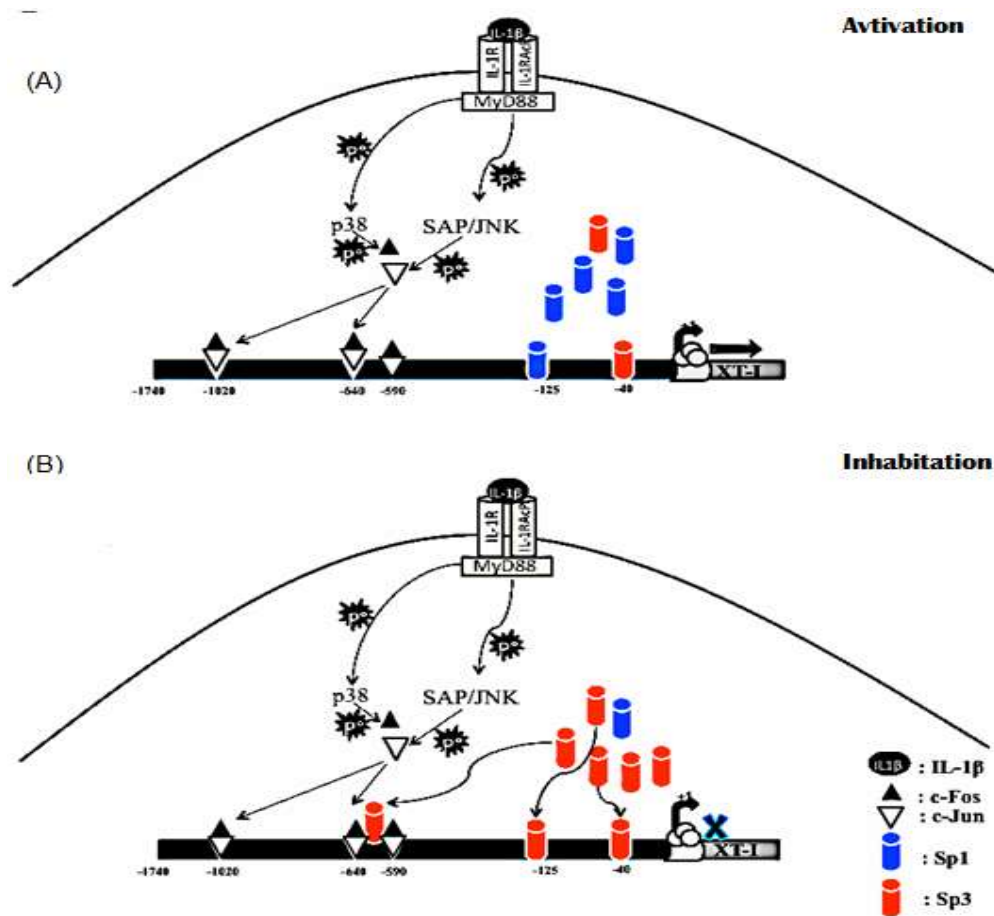 Avtivation
(A)
IL-1β
IL-1R
IL-1RAcP
MyD88
p°
p°
p38
SAP/JNK
p°
p°
+1
XT-I
-1740
-1020
-640
-590
-125
-40
(B)
Inhabitation
IL-1β
IL-1R
IL-1RAcP
MyD88
p°
p°
p38
SAP/JNK
p°
p°
+1
X
XT-I
-1740
-1020
-640
-590
-125
-40
IL1β : IL-1β
: c-Fos
: c-Jun
: Sp1
: Sp3